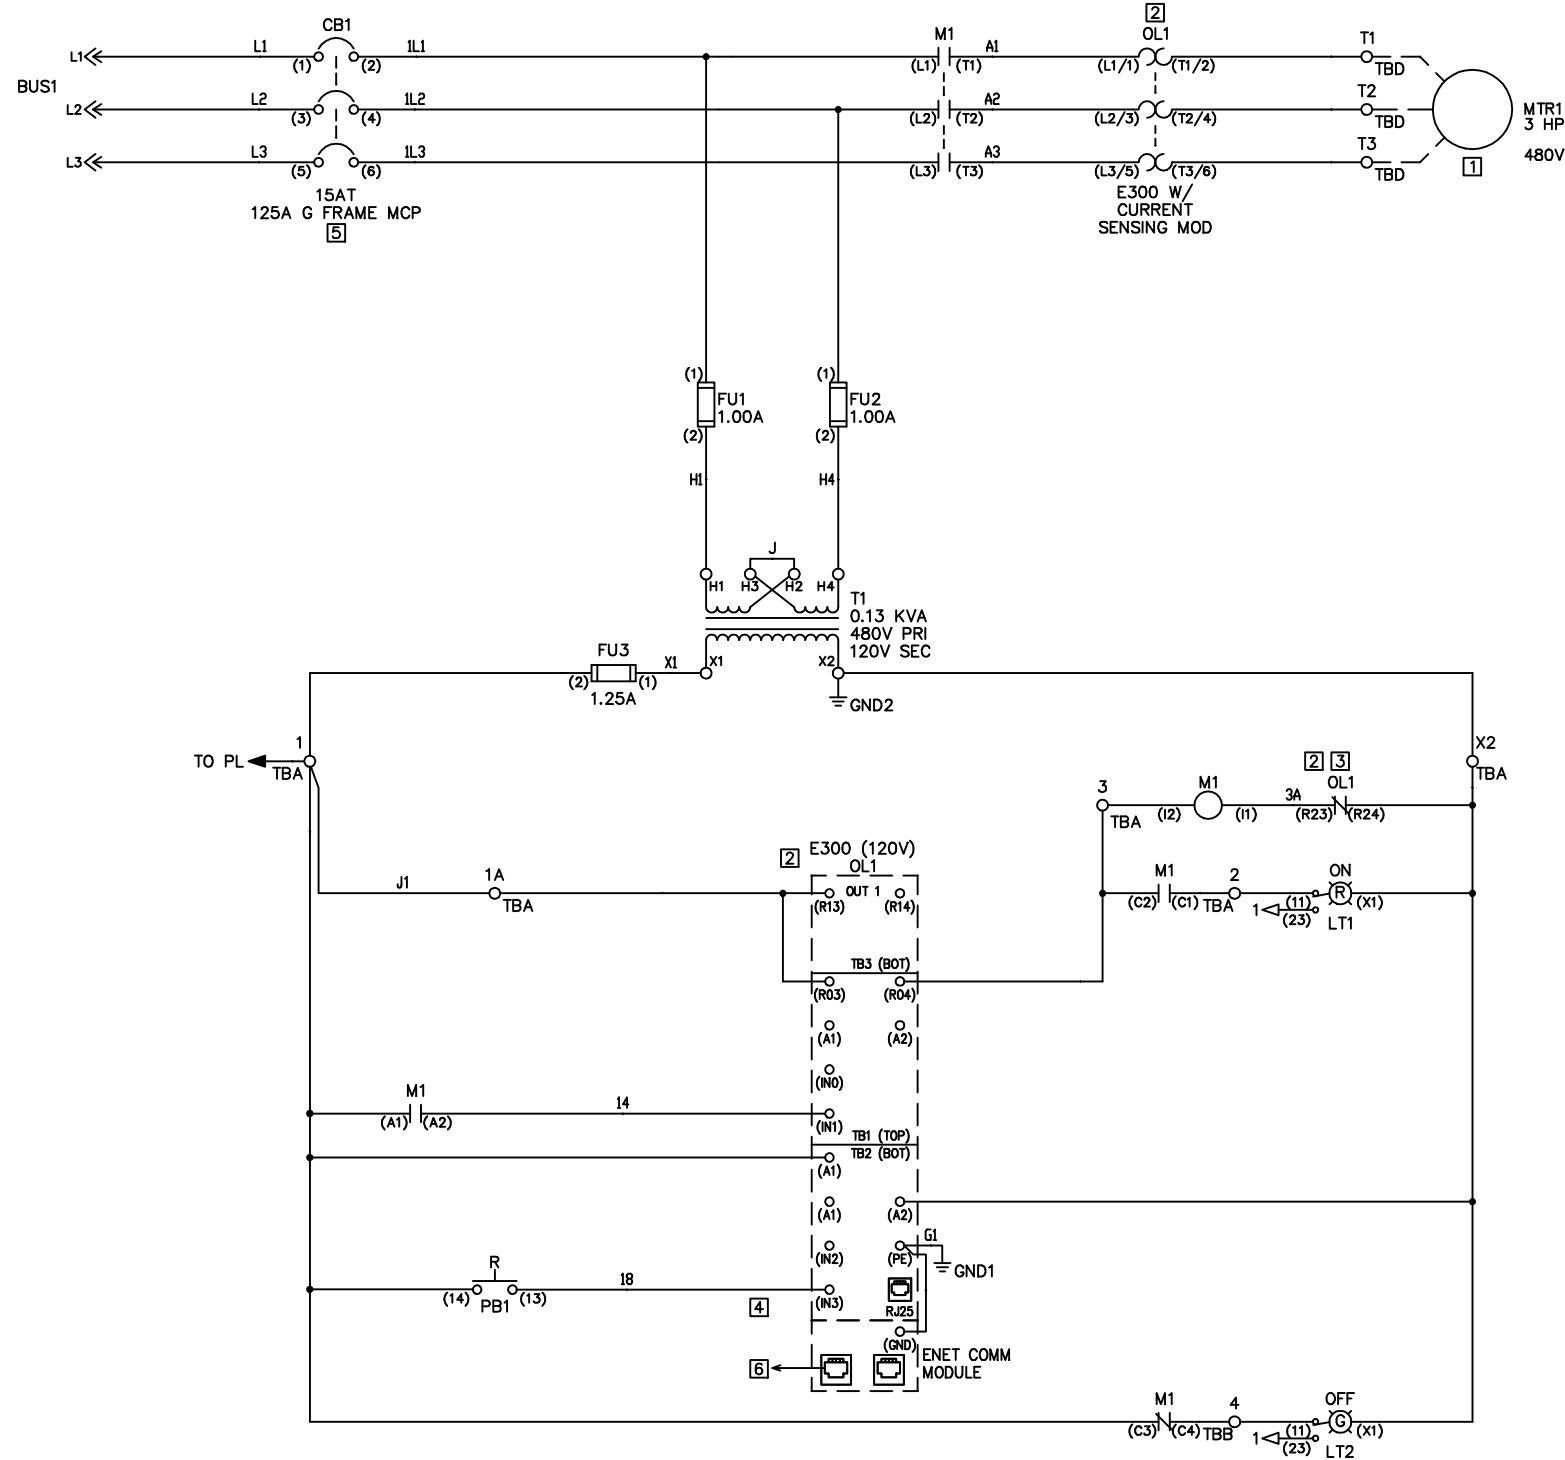 2
CB1 M1 OL1 T1
L1 L1 1L1 A1
(1) (2) (L1) (T1) (L1/1) (T1/2) TBD
BUS1
L2 L2 1L2 A2 T2
(3) (4) (L2) (T2) (L2/3) (T2/4) TBD
MTR1
3 HP
480V
L3 L3 1L3 A3 T3
(5) (6) (L3) (T3) (L3/5) (T3/6) TBD
1
15AT
125A G FRAME MCP
5
E300 W/
CURRENT
SENSING MOD
(1) (1)
FU1 FU2
1.00A 1.00A
(2) (2)
H1 H4
J
H1 H3 H2 H4
T1
0.13 KVA
480V PRI
120V SEC
FU3 X1 X1 X2
(2) (1)
1.25A
GND2
1 X2
TO PL TBA TBA
2 3
3 M1 OL1
3A
TBA (I2) (I1) (R23) (R24)
2 E300 (120V)
OL1
J1 1A M1 2 ON
OUT 1 R
TBA (R13) (R14) (C2) (C1) TBA (11) (X1)
1 (23) LT1
TB3 (BOT)
(R03) (R04)
(A1) (A2)
(IN0)
M1 14
(A1) (A2) (IN1)
TB1 (TOP)
TB2 (BOT)
(A1)
(A1) (A2)
G1
(IN2) (PE)
GND1
R 18
(14) PB1 (13) 4 (IN3)
RJ25
(GND)
ENET COMM
MODULE
6
M1 4 OFF
G
(C3) (C4) TBB (11) (X1)
1 (23) LT2